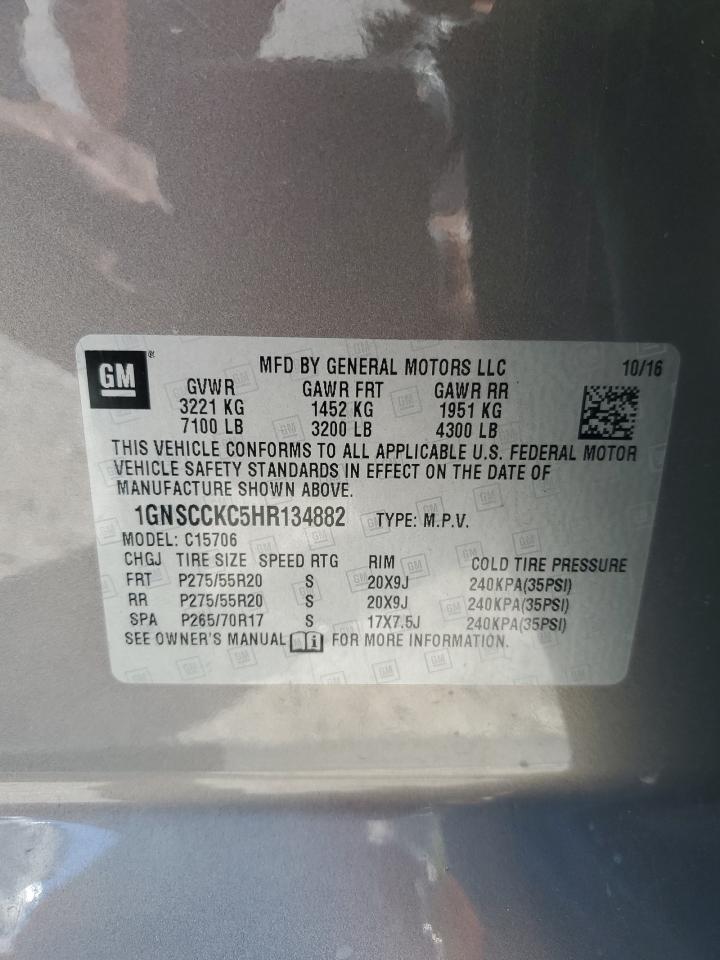 GM
MFD BY GENERAL MOTORS LLC 10/16
GVWR GAWR FRT GAWR RR
3221 KG 1452 KG 1951 KG
7100 LB 3200 LB 4300 LB
THIS VEHICLE CONFORMS TO ALL APPLICABLE U.S. FEDERAL MOTOR
VEHICLE SAFETY STANDARDS IN EFFECT ON THE DATE OF
MANUFACTURE SHOWN ABOVE.
1GNSCCKC5HR134882 TYPE: M.P.V.
MODEL: C15706
CHGJ TIRE SIZE SPEED RTG RIM COLD TIRE PRESSURE
FRT P275/55R20 S 20X9J 240KPA(35PSI)
RR P275/55R20 S 20X9J 240KPA(35PSI)
SPA P265/70R17 S 17X7.5J 240KPA(35PSI)
SEE OWNER'S MANUAL FOR MORE INFORMATION.